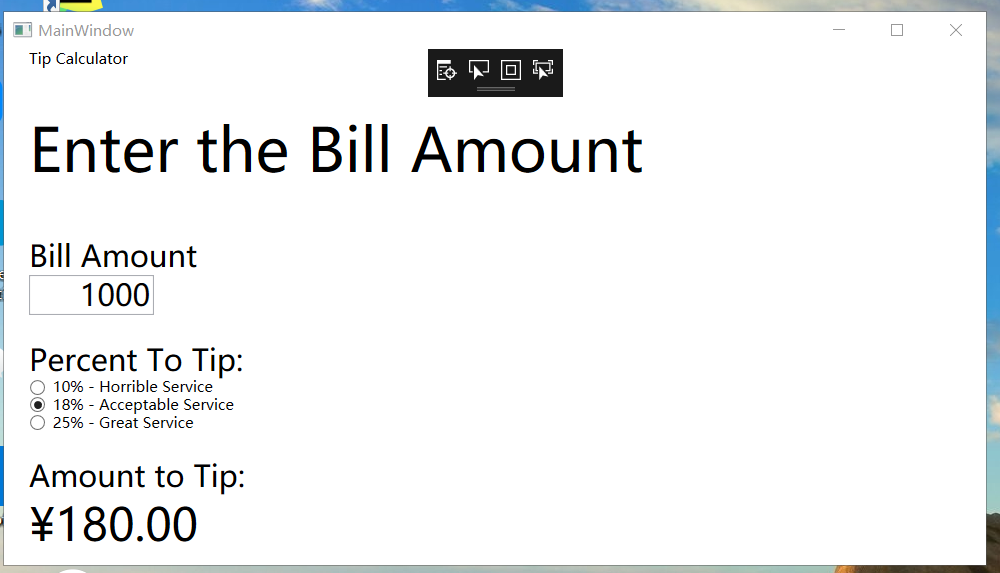 MainWindow
Tip Calculator
Enter the Bill Amount
Bill Amount
1000
Percent To Tip:
10% - Horrible Service
18% - Acceptable Service
25% - Great Service
Amount to Tip:
¥180.00